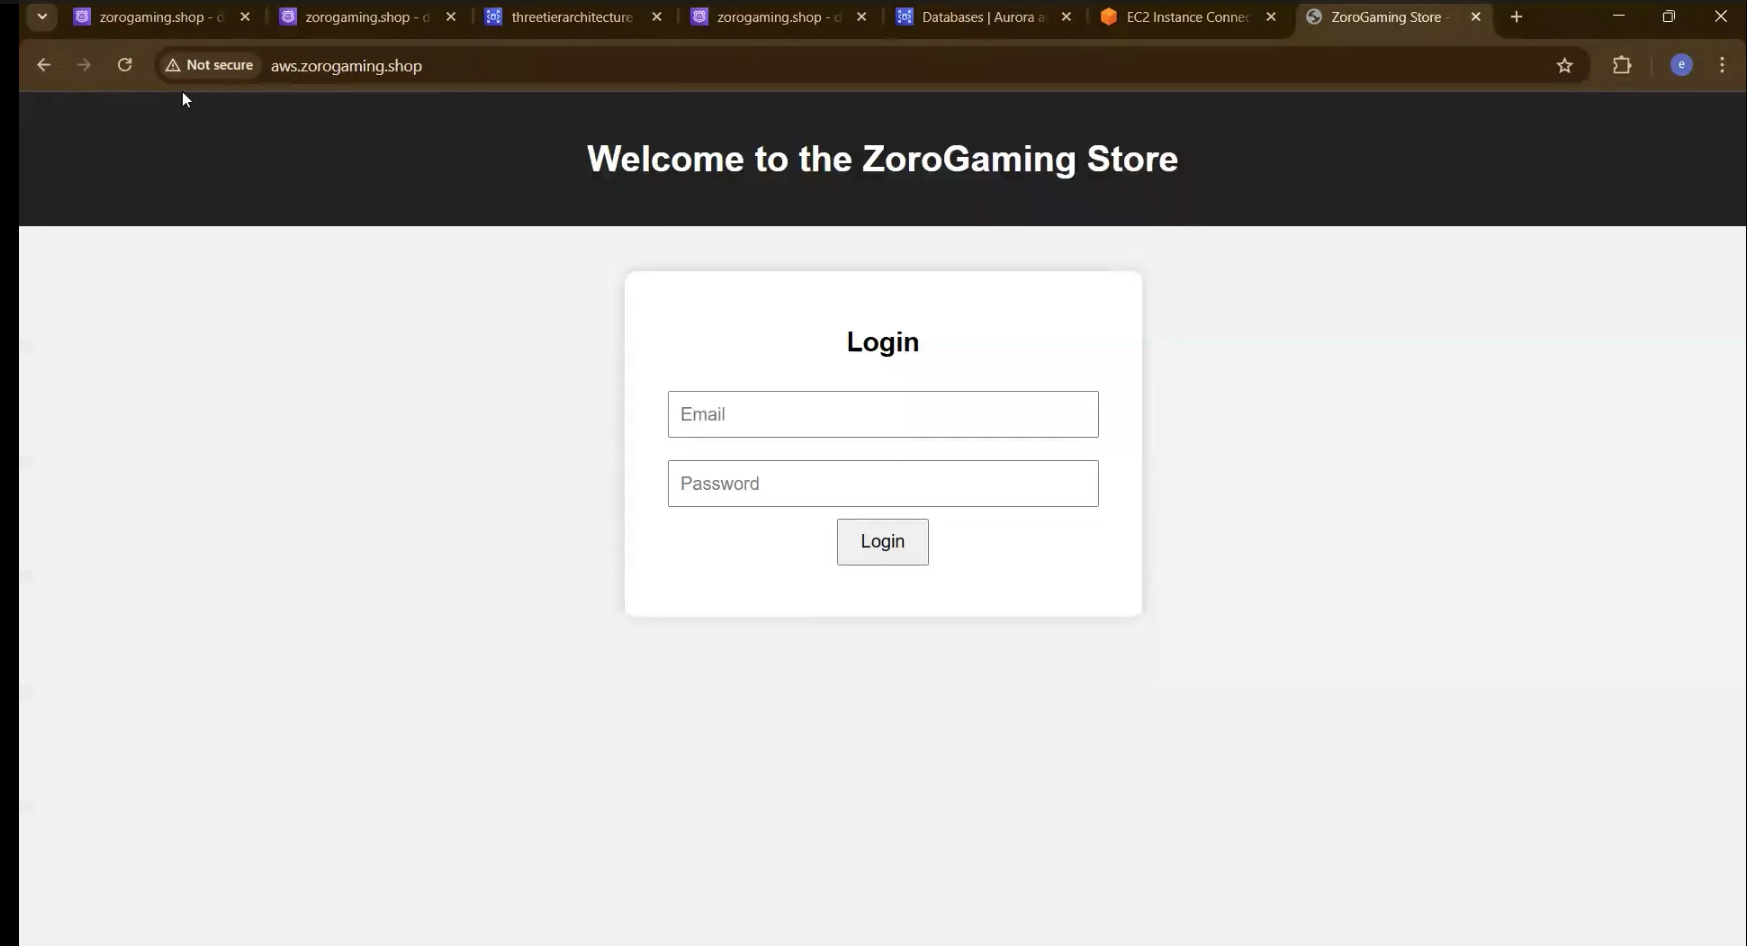 zorogaming.shop - d
zorogaming.shop - d
threetierarchitecture
zorogaming.shop - d
Databases | Aurora a
EC2 Instance Connec
ZoroGaming Store -
Not secure
aws.zorogaming.shop
e
Welcome to the ZoroGaming Store
Login
Email
Password
Login